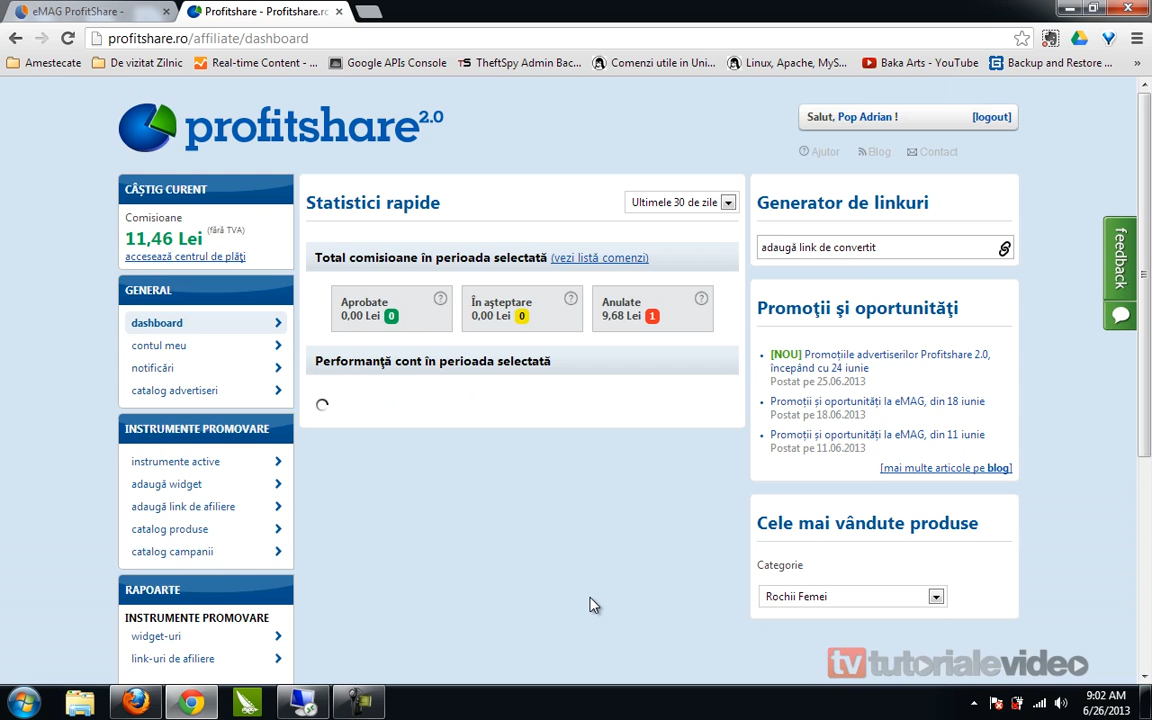 eMAG ProfitShare -
Profitshare - Profitshare.ro
profitshare.ro/affiliate/dashboard
Amestecate
De vizitat Zilnic
Real-time Content - ...
Google APIs Console
TheftSpy Admin Bac...
Comenzi utile in Uni...
Linux, Apache, MyS...
Baka Arts - YouTube
Backup and Restore ...
»
profitshare 2.0
Salut, Pop Adrian !
[logout]
Ajutor
Blog
Contact
CÂŞTIG CURENT
Comisioane
11,46 Lei (fără TVA)
accesează centrul de plăţi
GENERAL
dashboard
contul meu
notificări
catalog advertiseri
INSTRUMENTE PROMOVARE
instrumente active
adaugă widget
adaugă link de afiliere
catalog produse
catalog campanii
RAPOARTE
INSTRUMENTE PROMOVARE
widget-uri
link-uri de afiliere
Statistici rapide
Ultimele 30 de zile
Total comisioane în perioada selectată (vezi listă comenzi)
Aprobate ?
0,00 Lei 0
În aşteptare ?
0,00 Lei 0
Anulate ?
9,68 Lei 1
Performanţă cont în perioada selectată
Generator de linkuri
adaugă link de convertit
Promoţii şi oportunităţi
[NOU] Promoțiile advertiserilor Profitshare 2.0,
începând cu 24 iunie
Postat pe 25.06.2013
Promoții și oportunități la eMAG, din 18 iunie
Postat pe 18.06.2013
Promoții și oportunități la eMAG, din 11 iunie
Postat pe 11.06.2013
[mai multe articole pe blog]
Cele mai vândute produse
Categorie
Rochii Femei
feedback
tv tutorialevideo
9:02 AM
6/26/2013